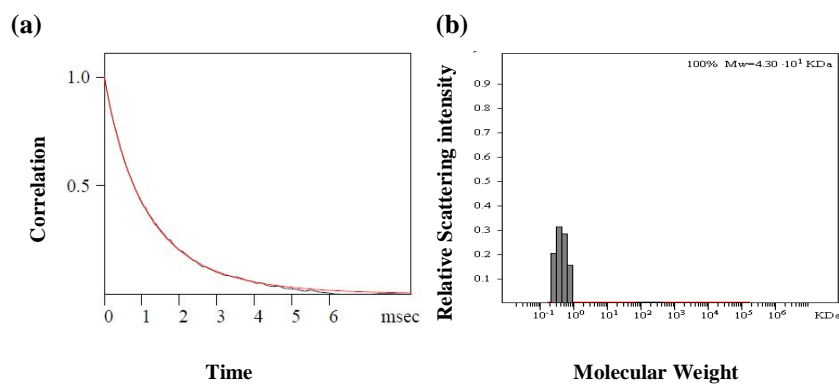 (a)
Correlation
1.0
0.5
0 1 2 3 4 5 6 msec
Time
(b)
Relative Scattering intensity
100% Mw=4.30 ·10¹ KDa
0.9
0.8
0.7
0.6
0.5
0.4
0.3
0.2
0.1
10⁻¹ 10⁰ 10¹ 10² 10³ 10⁴ 10⁵ 10⁶ KDa
Molecular Weight